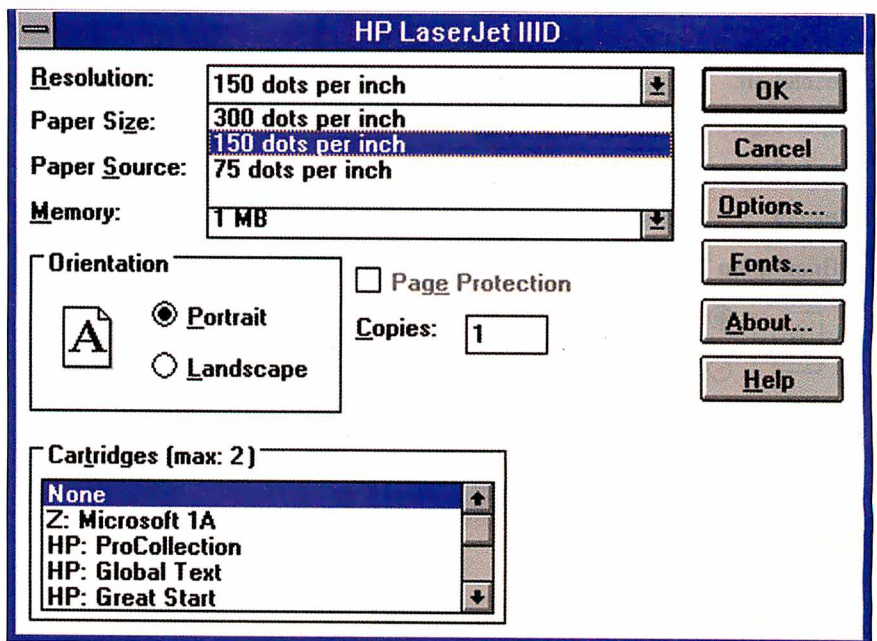 HP LaserJet IIID
Resolution:
150 dots per inch
300 dots per inch
150 dots per inch
75 dots per inch
Paper Size:
Paper Source:
Memory:
1 MB
OK
Cancel
Options...
Fonts...
About...
Help
Orientation
A
Portrait
Landscape
Page Protection
Copies:
1
Cartridges (max: 2)
None
Z: Microsoft 1A
HP: ProCollection
HP: Global Text
HP: Great Start